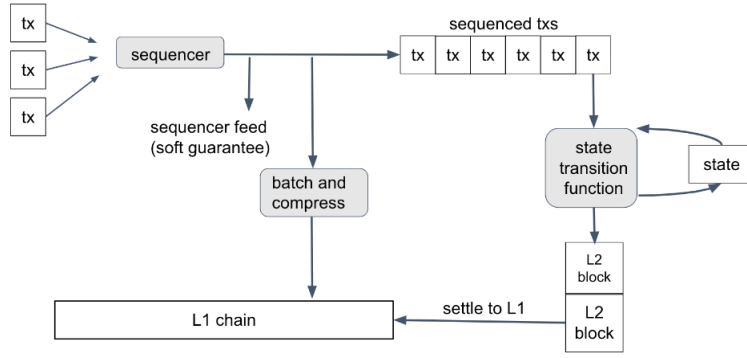 tx
tx
tx
sequencer
sequenced txs
tx tx tx tx tx tx
sequencer feed
(soft guarantee)
batch and
compress
state
transition
function
state
L2
block
L2
block
settle to L1
L1 chain